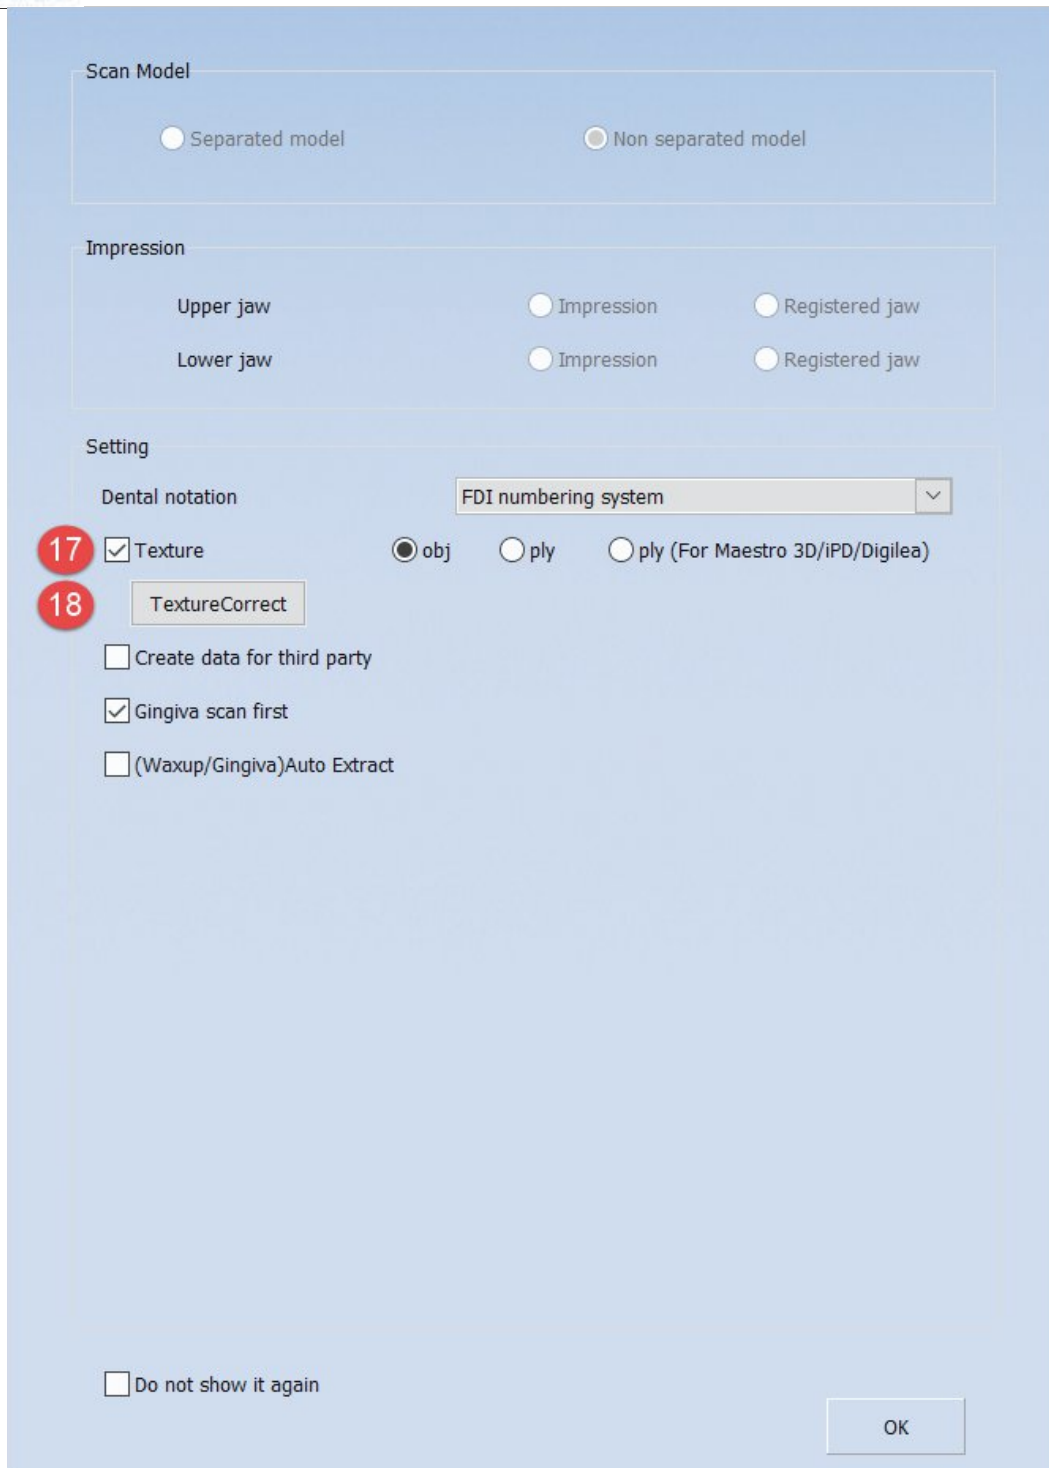 Scan Model
Separated model Non separated model
Impression
Upper jaw Impression Registered jaw
Lower jaw Impression Registered jaw
Setting
Dental notation FDI numbering system
17 Texture obj ply ply (For Maestro 3D/iPD/Digilea)
18 TextureCorrect
Create data for third party
Gingiva scan first
(Waxup/Gingiva)Auto Extract
Do not show it again
OK